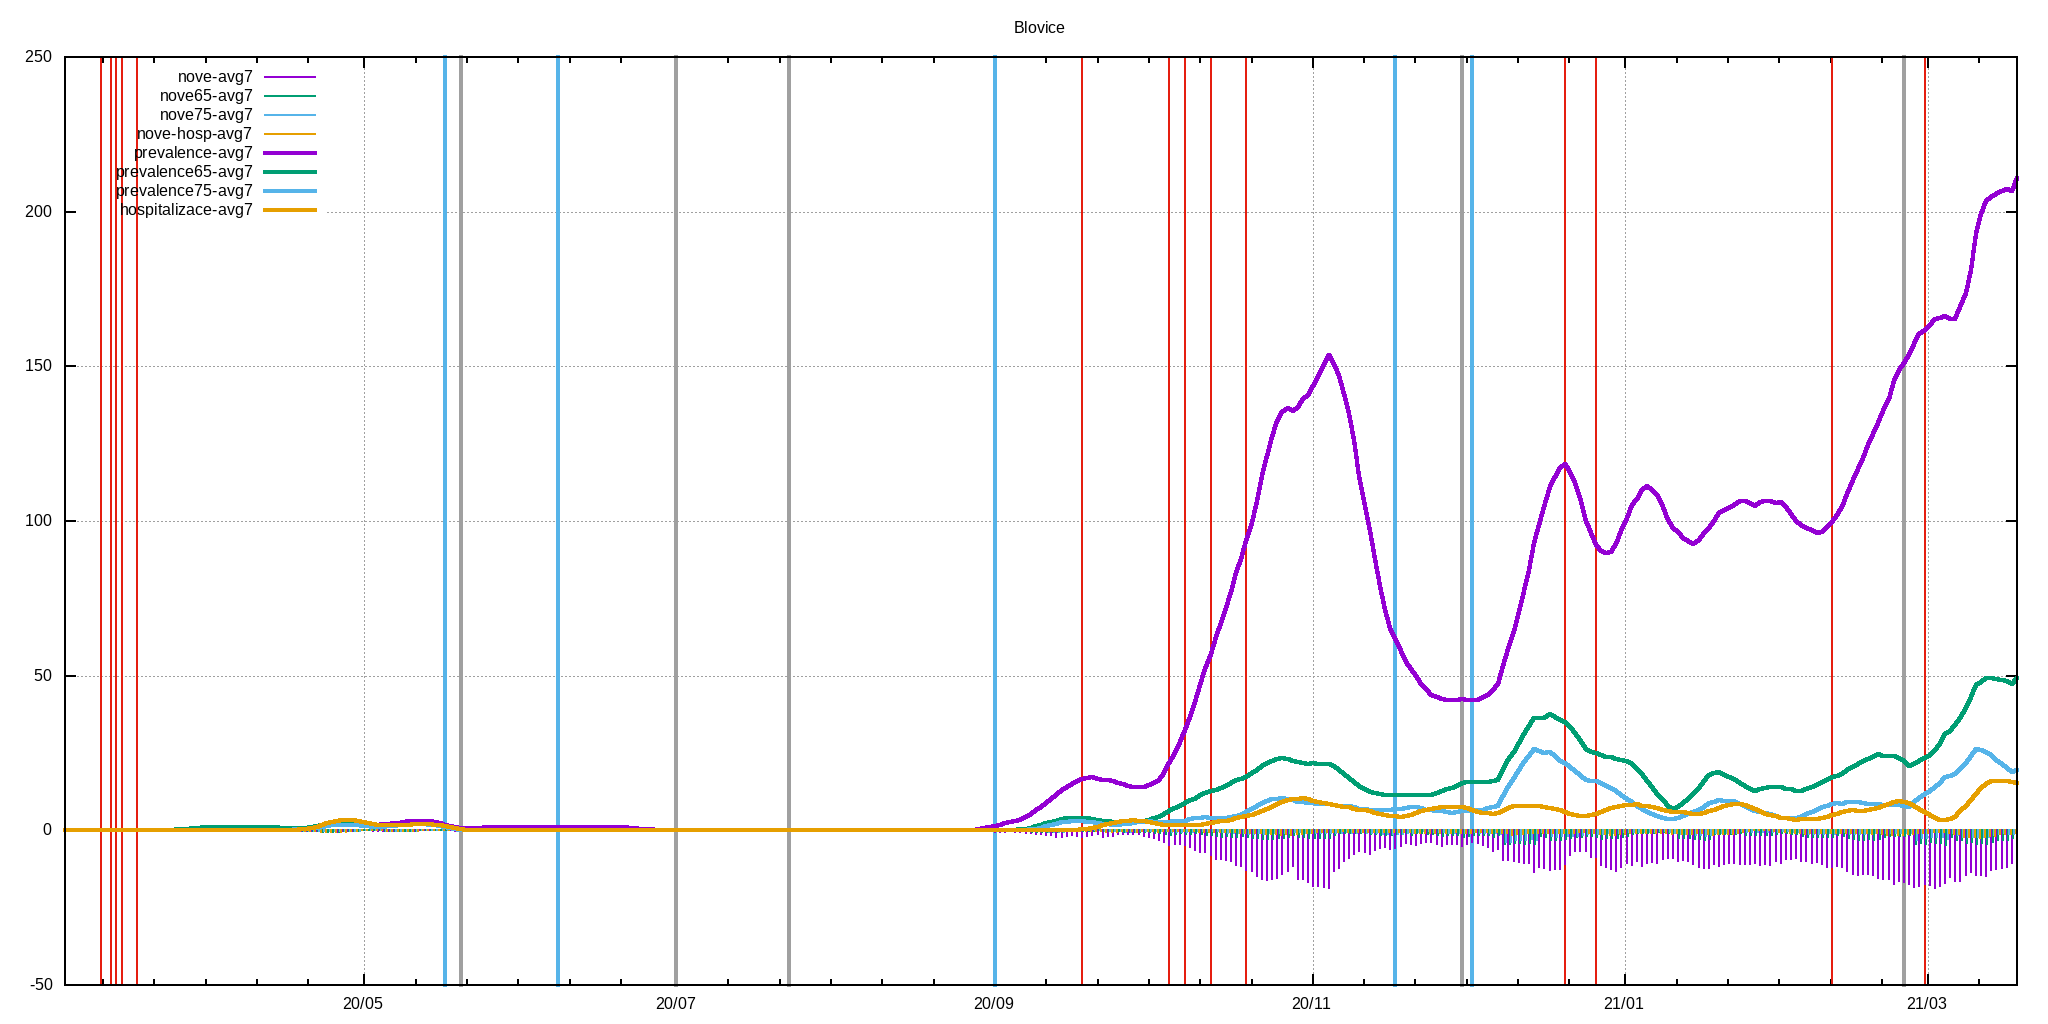 Blovice
250
200
150
100
50
0
-50
nove-avg7
nove65-avg7
nove75-avg7
nove-hosp-avg7
prevalence-avg7
prevalence65-avg7
prevalence75-avg7
hospitalizace-avg7
20/05
20/07
20/09
20/11
21/01
21/03